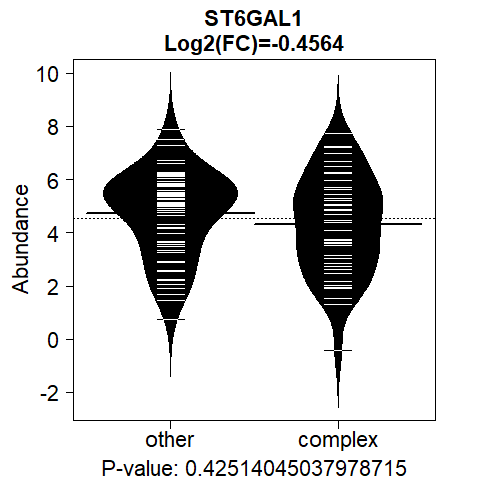 ST6GAL1
Log2(FC)=-0.4564
Abundance
10
8
6
4
2
0
-2
other complex
P-value: 0.42514045037978715